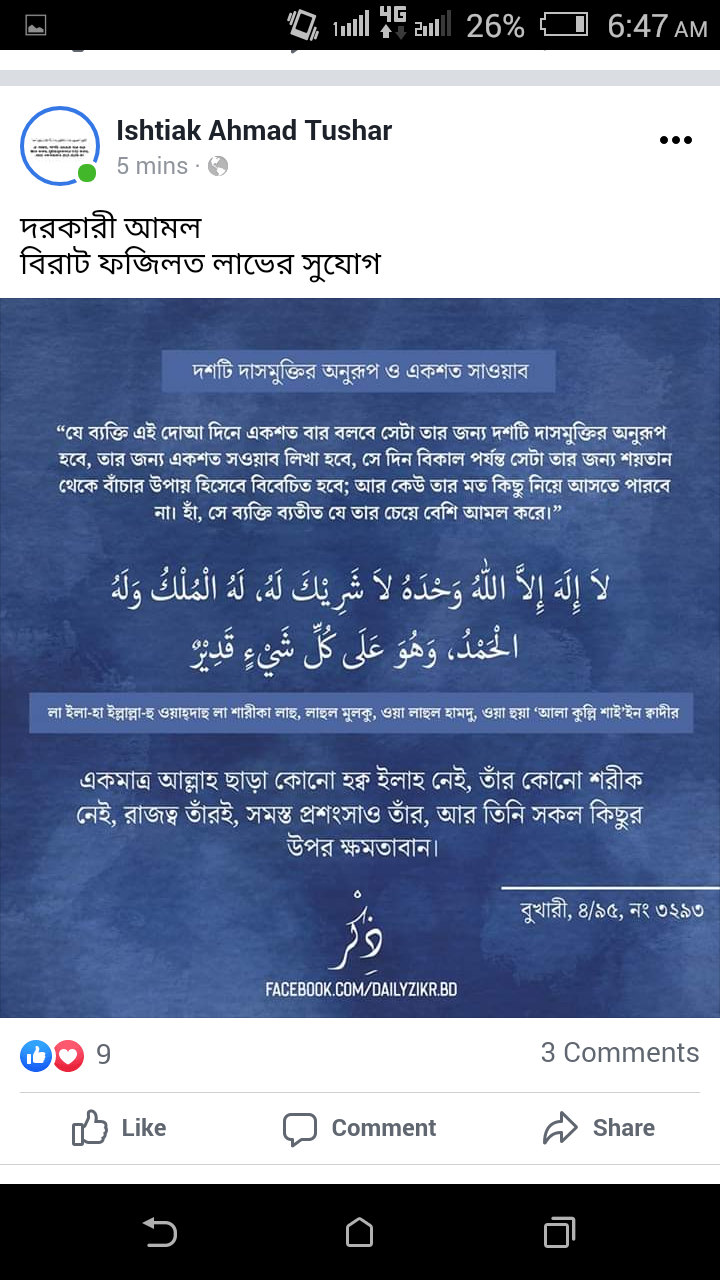 1 4G 2 26% 6:47 AM
Ishtiak Ahmad Tushar
5 mins ·
দরকারী আমল
বিরাট ফজিলত লাভের সুযোগ
দশটি দাসমুক্তির অনুরূপ ও একশত সাওয়াব
“যে ব্যক্তি এই দোআ দিনে একশত বার বলবে সেটা তার জন্য দশটি দাসমুক্তির অনুরূপ
হবে, তার জন্য একশত সওয়াব লিখা হবে, সে দিন বিকাল পর্যন্ত সেটা তার জন্য শয়তান
থেকে বাঁচার উপায় হিসেবে বিবেচিত হবে; আর কেউ তার মত কিছু নিয়ে আসতে পারবে
না। হাঁ, সে ব্যক্তি ব্যতীত যে তার চেয়ে বেশি আমল করে।”
لاَ إِلَهَ إِلاَّ اللهُ وَحْدَهُ لاَ شَرِيْكَ لَهُ، لَهُ الْمُلْكُ وَلَهُ
الْحَمْدُ، وَهُوَ عَلَى كُلِّ شَيْءٍ قَدِيْرٌ
লা ইলা-হা ইল্লাল্লা-হু ওয়াহ্‌দাহু লা শারীকা লাহু, লাহুল মুলকু, ওয়া লাহুল হামদু, ওয়া হুয়া ‘আলা কুল্লি শাই’ইন ক্বাদীর
একমাত্র আল্লাহ ছাড়া কোনো হক্ব ইলাহ নেই, তাঁর কোনো শরীক
নেই, রাজত্ব তাঁরই, সমস্ত প্রশংসাও তাঁর, আর তিনি সকল কিছুর
উপর ক্ষমতাবান।
বুখারী, ৪/৯৫, নং ৩২৯৩
ذِكْر
FACEBOOK.COM/DAILYZIKR.BD
9 3 Comments
Like Comment Share